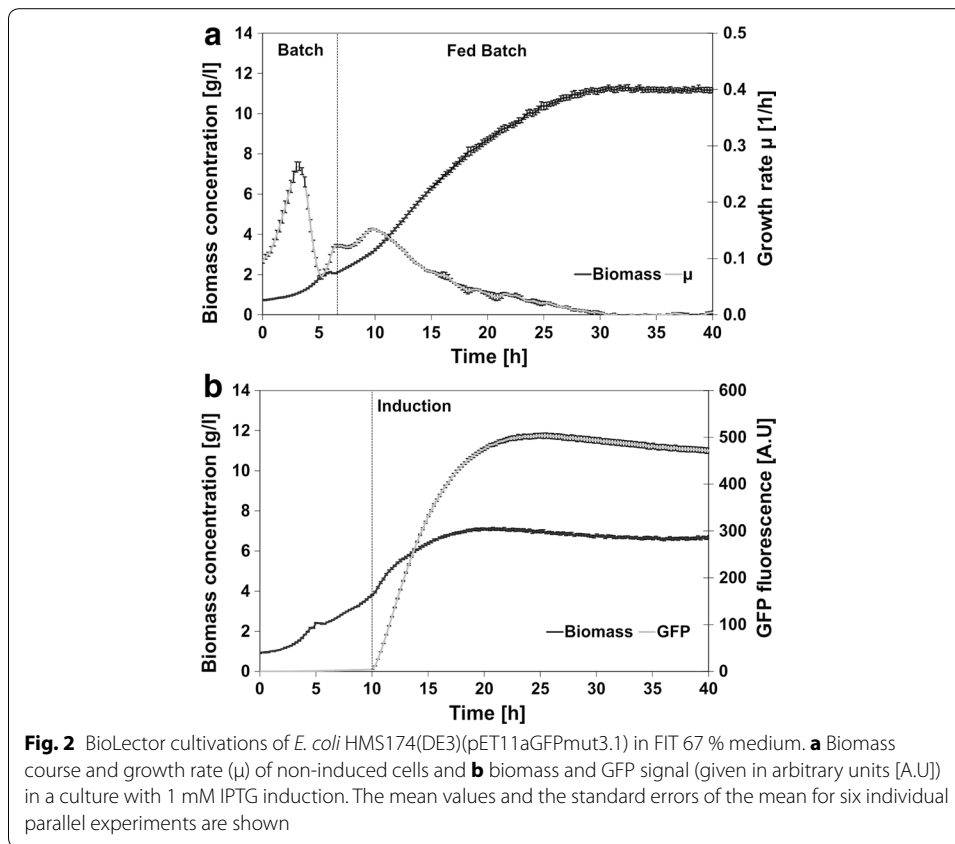 a
Batch
Fed Batch
Biomass concentration [g/l]
14
12
10
8
6
4
2
0
0.5
0.4
0.3
0.2
0.1
0.0
Growth rate μ [1/h]
Biomass μ
0 5 10 15 20 25 30 35 40
Time [h]
b
Induction
Biomass concentration [g/l]
14
12
10
8
6
4
2
0
600
500
400
300
200
100
0
GFP fluorescence [A.U]
Biomass GFP
0 5 10 15 20 25 30 35 40
Time [h]
Fig. 2 BioLector cultivations of E. coli HMS174(DE3)(pET11aGFPmut3.1) in FIT 67 % medium. a Biomass
course and growth rate (μ) of non-induced cells and b biomass and GFP signal (given in arbitrary units [A.U])
in a culture with 1 mM IPTG induction. The mean values and the standard errors of the mean for six individual
parallel experiments are shown